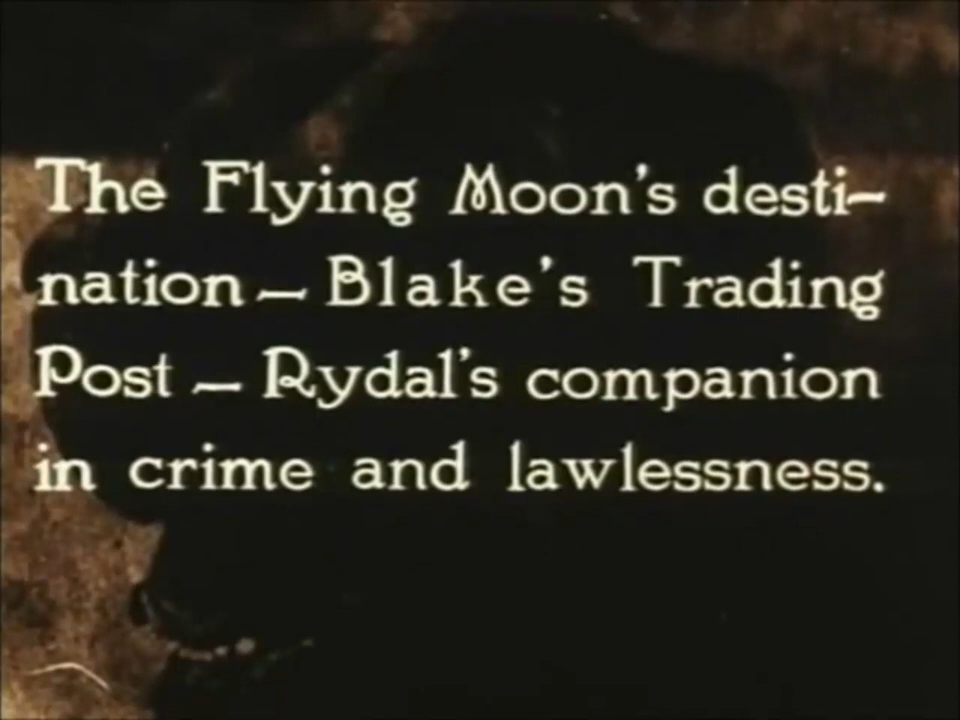 The Flying Moon's desti-
nation — Blake's Trading
Post — Rydal's companion
in crime and lawlessness.